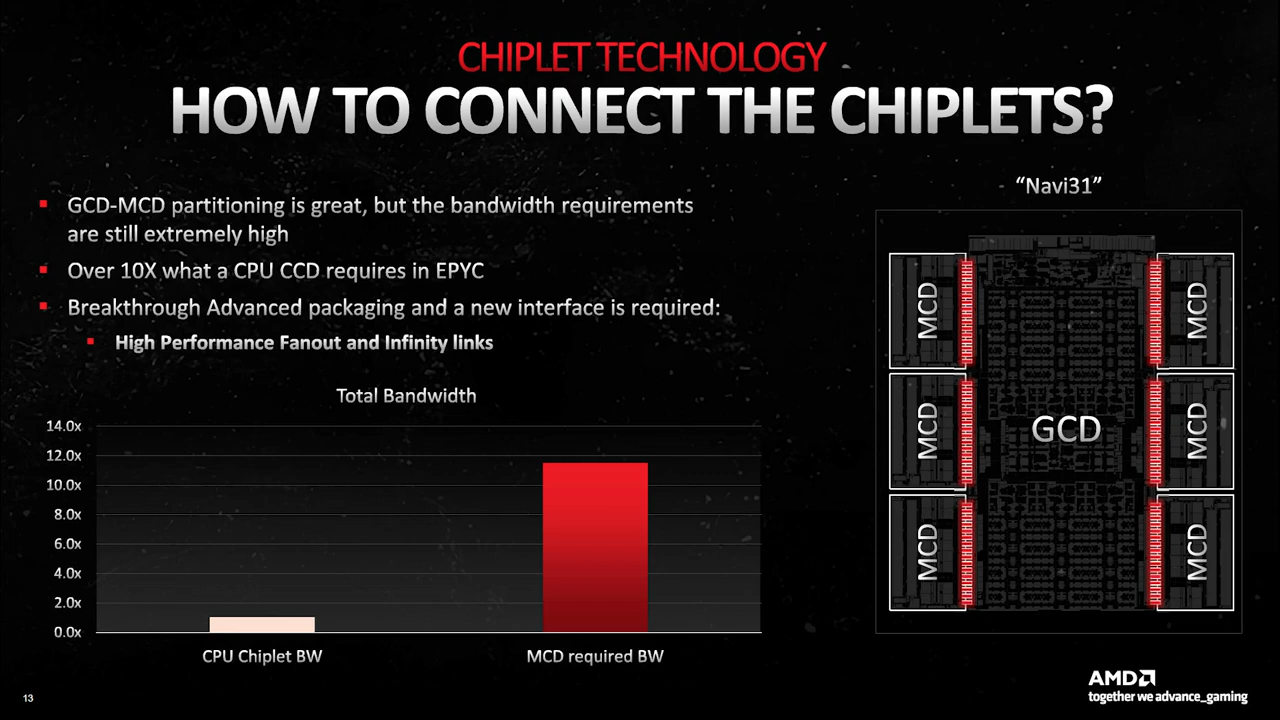 CHIPLET TECHNOLOGY
HOW TO CONNECT THE CHIPLETS?
GCD-MCD partitioning is great, but the bandwidth requirements
are still extremely high
Over 10X what a CPU CCD requires in EPYC
Breakthrough Advanced packaging and a new interface is required:
High Performance Fanout and Infinity links
Total Bandwidth
14.0x
12.0x
10.0x
8.0x
6.0x
4.0x
2.0x
0.0x
CPU Chiplet BW
MCD required BW
“Navi31”
MCD
MCD
MCD
GCD
MCD
MCD
MCD
13
AMD
together we advance_gaming